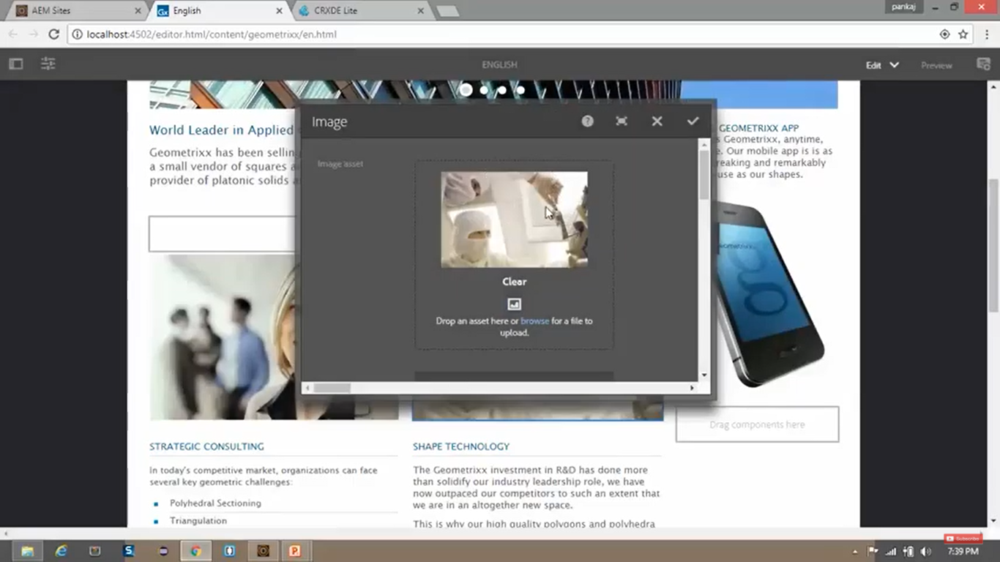 AEM Sites
English
CRXDE Lite
pankaj
localhost:4502/editor.html/content/geometrixx/en.html
ENGLISH
Edit
Preview
World Leader in Applied
Geometrixx has been sellin
a small vendor of squares
provider of platonic solids
Image
Image asset
Clear
Drop an asset here or browse for a file to
upload.
GEOMETRIXX APP
s Geometrixx, anytime,
e. Our mobile app is is as
reaking and remarkably
use as our shapes.
Drag components here
STRATEGIC CONSULTING
In today's competitive market, organizations can face
several key geometric challenges:
Polyhedral Sectioning
Triangulation
SHAPE TECHNOLOGY
The Geometrixx investment in R&D has done more
than solidify our industry leadership role, we have
now outpaced our competitors to such an extent that
we are in an altogether new space.
This is why our high quality polygons and polyhedra
Subscribe
7:39 PM